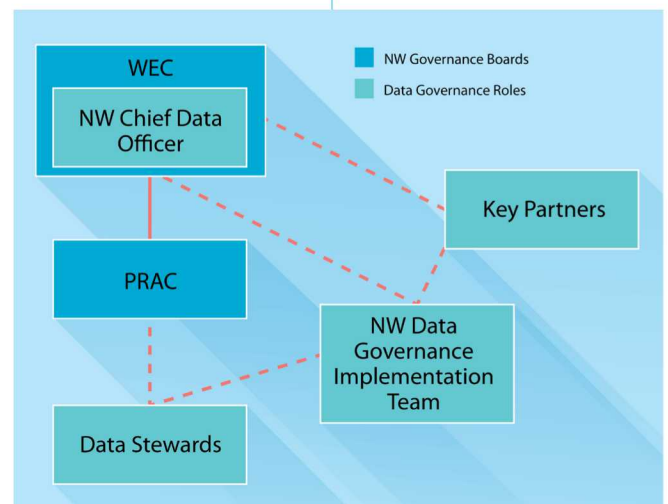 WEC
NW Chief Data
Officer
NW Governance Boards
Data Governance Roles
Key Partners
PRAC
NW Data
Governance
Implementation
Team
Data Stewards